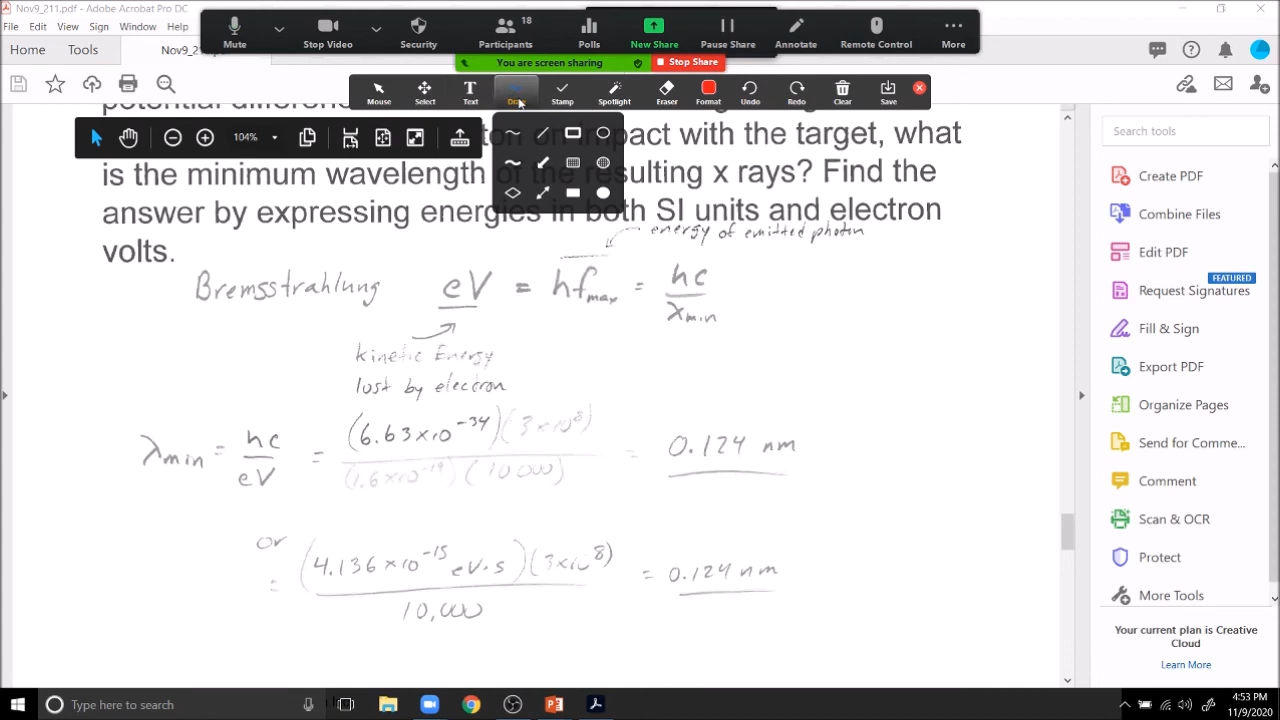 Nov9_211.pdf - Adobe Acrobat Pro DC
File Edit View Sign Window Help
Mute Stop Video Security Participants 18 Polls New Share Pause Share Annotate Remote Control More
Home Tools
You are screen sharing Stop Share
Mouse Select Text Draw Stamp Spotlight Eraser Format Undo Redo Clear Save
104%
on impact with the target, what
is the minimum wavelength of the resulting x rays? Find the
answer by expressing energies in both SI units and electron
volts.
energy of emitted photon
Bremsstrahlung eV = hf_max = hc / λmin
kinetic Energy
lost by electron
λmin = hc / eV = (6.63×10^-34)(3×10^8) / (1.6×10^-19)(10000) = 0.124 nm
or
= (4.136×10^-15 eV·s)(3×10^8) / 10,000 = 0.124 nm
Search tools
Create PDF
Combine Files
Edit PDF
FEATURED
Request Signatures
Fill & Sign
Export PDF
Organize Pages
Send for Comme...
Comment
Scan & OCR
Protect
More Tools
Your current plan is Creative
Cloud
Learn More
Type here to search
4:53 PM
11/9/2020